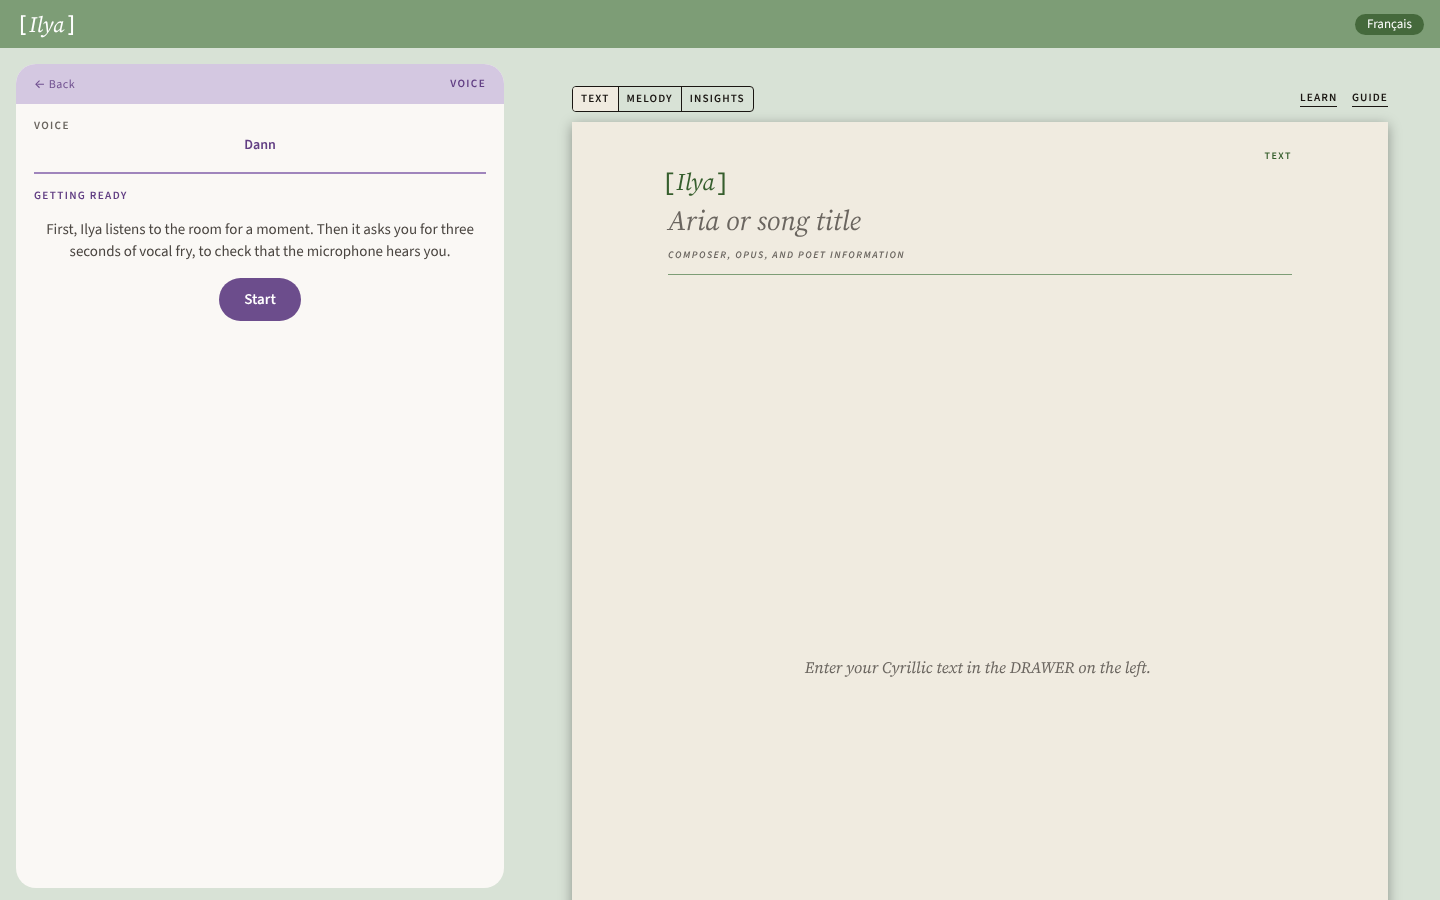 [Ilya]
Français
← Back
VOICE
VOICE
Dann
GETTING READY
First, Ilya listens to the room for a moment. Then it asks you for three
seconds of vocal fry, to check that the microphone hears you.
Start
TEXT
MELODY
INSIGHTS
LEARN
GUIDE
TEXT
[Ilya]
Aria or song title
COMPOSER, OPUS, AND POET INFORMATION
Enter your Cyrillic text in the DRAWER on the left.